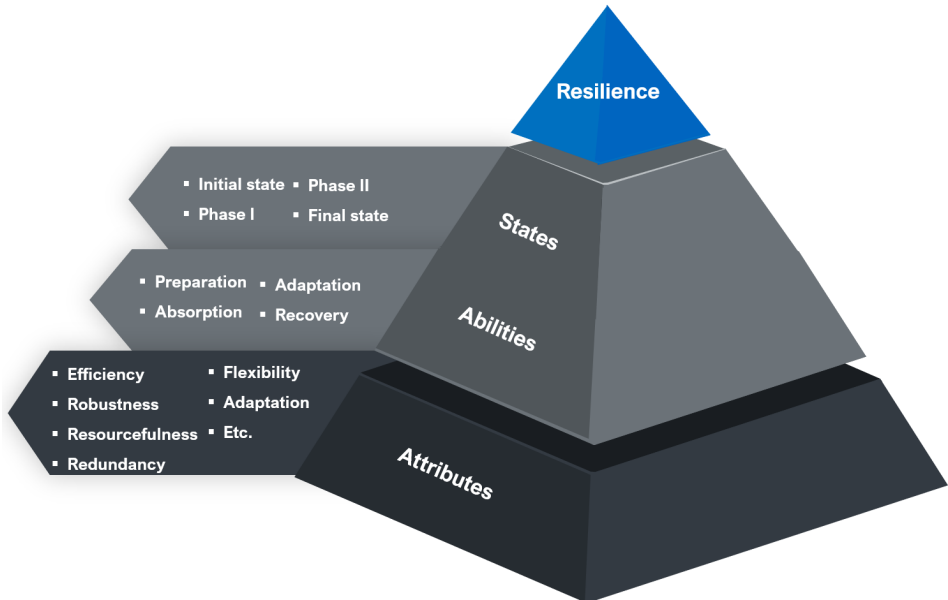 Resilience
▪ Initial state ▪ Phase II
▪ Phase I ▪ Final state
States
▪ Preparation ▪ Adaptation
▪ Absorption ▪ Recovery
Abilities
▪ Efficiency ▪ Flexibility
▪ Robustness ▪ Adaptation
▪ Resourcefulness ▪ Etc.
▪ Redundancy
Attributes